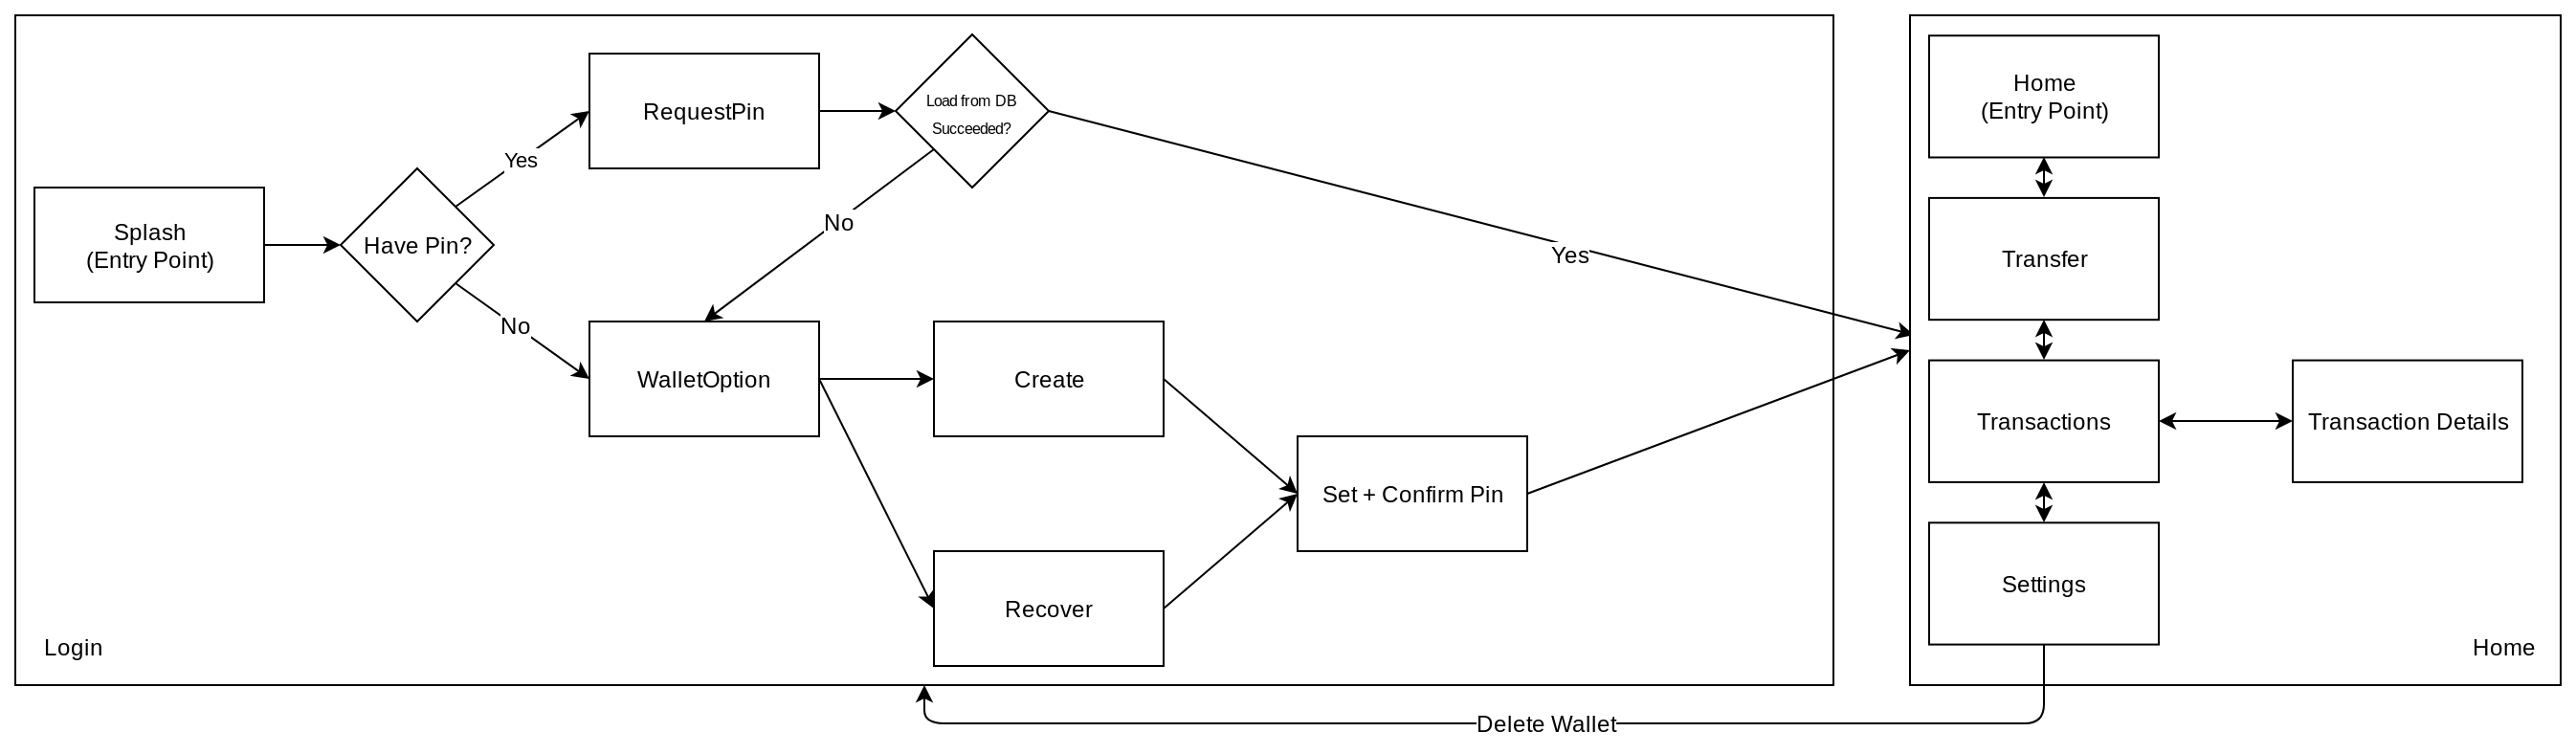 Splash
(Entry Point)
Have Pin?
Yes
No
RequestPin
Load from DB
Succeeded?
No
Yes
WalletOption
Create
Recover
Set + Confirm Pin
Login
Home
(Entry Point)
Transfer
Transactions
Transaction Details
Settings
Home
Delete Wallet